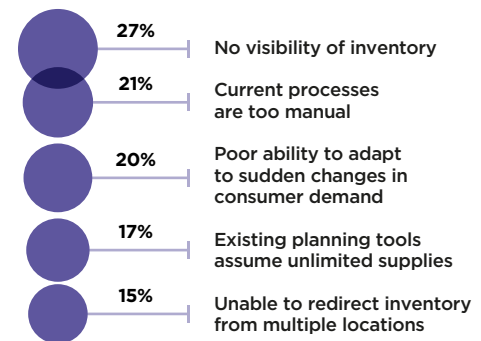 27%
No visibility of inventory
21%
Current processes
are too manual
20%
Poor ability to adapt
to sudden changes in
consumer demand
17%
Existing planning tools
assume unlimited supplies
15%
Unable to redirect inventory
from multiple locations